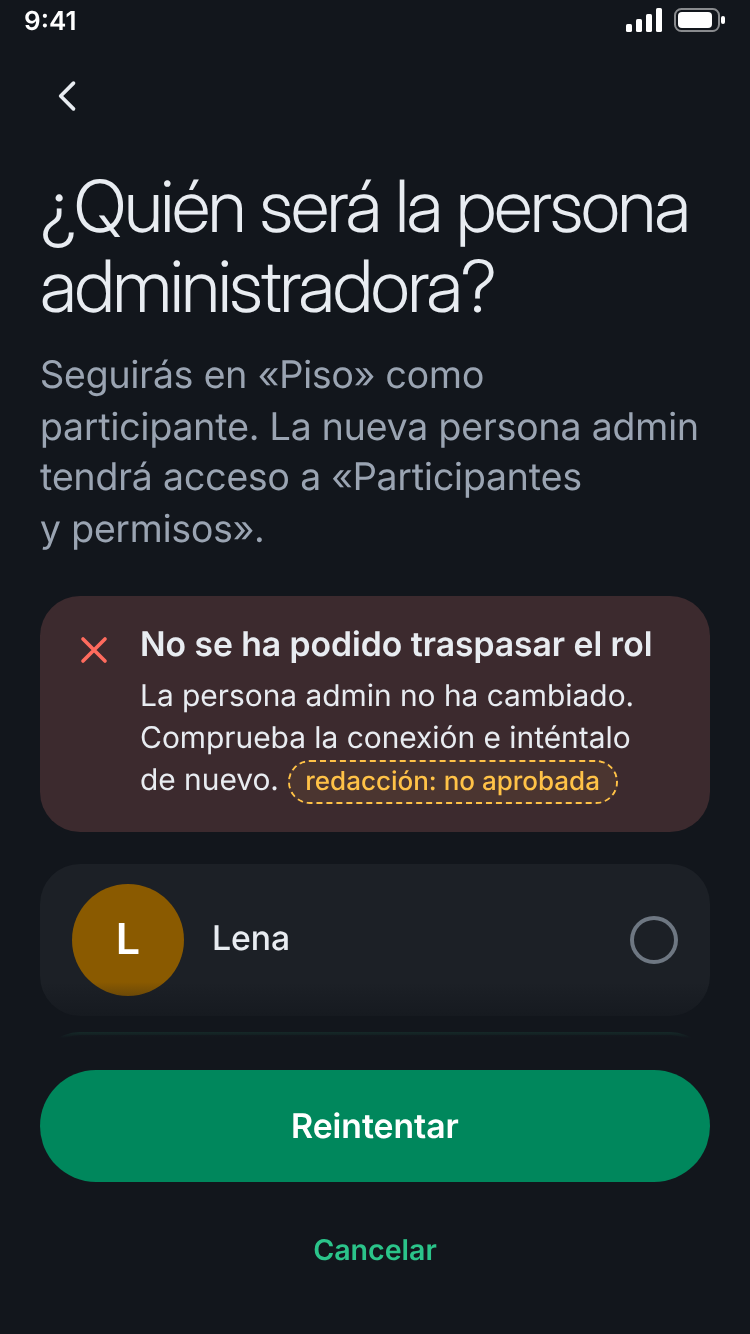 9:41
¿Quién será la persona
administradora?
Seguirás en «Piso» como
participante. La nueva persona admin
tendrá acceso a «Participantes
y permisos».
No se ha podido traspasar el rol
La persona admin no ha cambiado.
Comprueba la conexión e inténtalo
de nuevo. redacción: no aprobada
L Lena
Reintentar
Cancelar